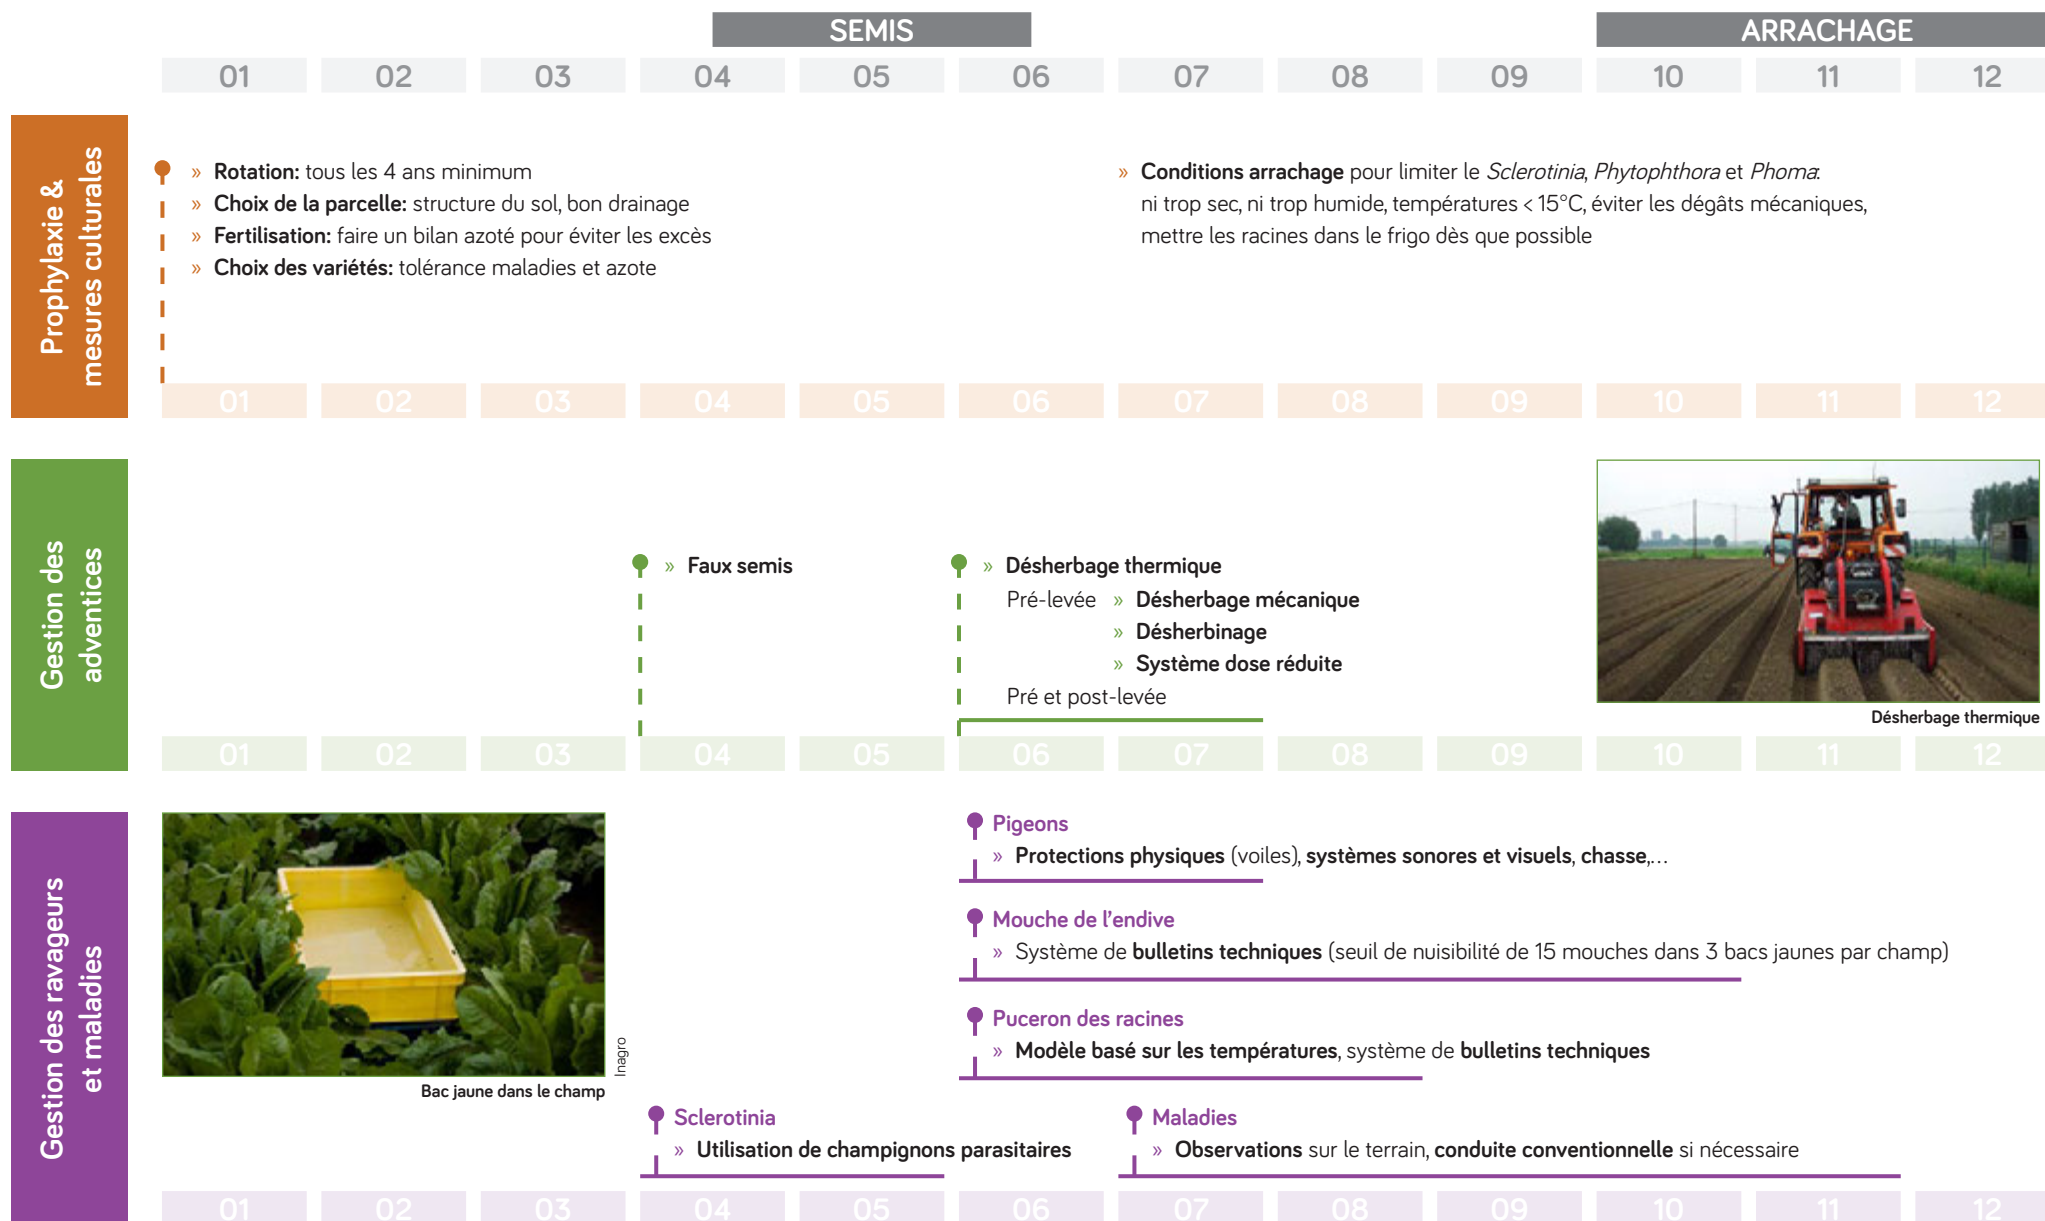 SEMIS
ARRACHAGE
01 02 03 04 05 06 07 08 09 10 11 12
Prophylaxie &
mesures culturales
» Rotation: tous les 4 ans minimum
» Choix de la parcelle: structure du sol, bon drainage
» Fertilisation: faire un bilan azoté pour éviter les excès
» Choix des variétés: tolérance maladies et azote
» Conditions arrachage pour limiter le Sclerotinia, Phytophthora et Phoma:
ni trop sec, ni trop humide, températures < 15°C, éviter les dégâts mécaniques,
mettre les racines dans le frigo dès que possible
01 02 03 04 05 06 07 08 09 10 11 12
Gestion des
adventices
» Faux semis
» Désherbage thermique
Pré-levée » Désherbage mécanique
» Désherbinage
» Système dose réduite
Pré et post-levée
Désherbage thermique
01 02 03 04 05 06 07 08 09 10 11 12
Gestion des ravageurs
et maladies
Inagro
Bac jaune dans le champ
Pigeons
» Protections physiques (voiles), systèmes sonores et visuels, chasse,...
Mouche de l'endive
» Système de bulletins techniques (seuil de nuisibilité de 15 mouches dans 3 bacs jaunes par champ)
Puceron des racines
» Modèle basé sur les températures, système de bulletins techniques
Sclerotinia
» Utilisation de champignons parasitaires
Maladies
» Observations sur le terrain, conduite conventionnelle si nécessaire
01 02 03 04 05 06 07 08 09 10 11 12